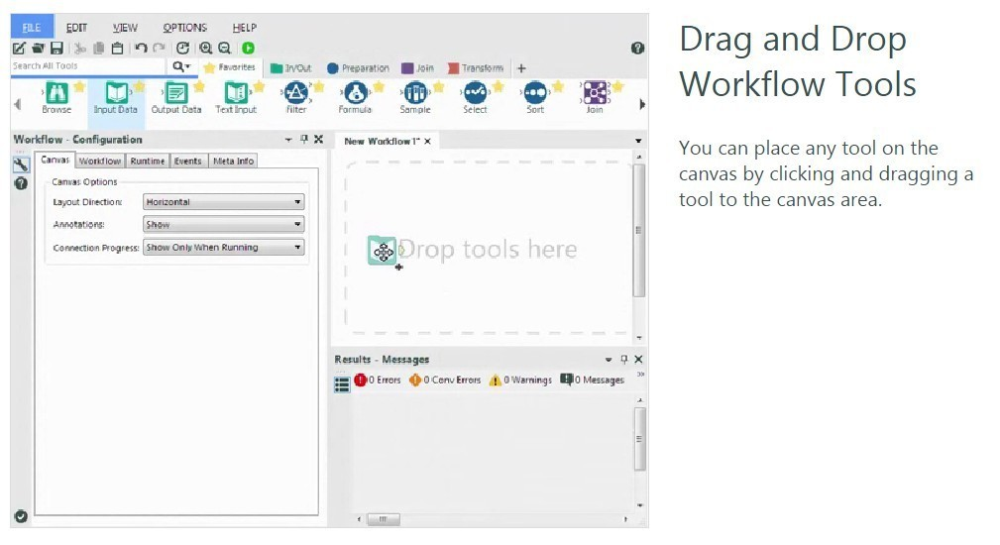 FILE EDIT VIEW OPTIONS HELP
Search All Tools
Favorites In/Out Preparation Join Transform +
Browse Input Data Output Data Text Input Filter Formula Sample Select Sort Join
Workflow - Configuration
Canvas Workflow Runtime Events Meta Info
Canvas Options
Layout Direction: Horizontal
Annotations: Show
Connection Progress: Show Only When Running
New Workflow 1*
Drop tools here
Results - Messages
0 Errors 0 Conv Errors 0 Warnings 0 Messages
Drag and Drop
Workflow Tools
You can place any tool on the
canvas by clicking and dragging a
tool to the canvas area.